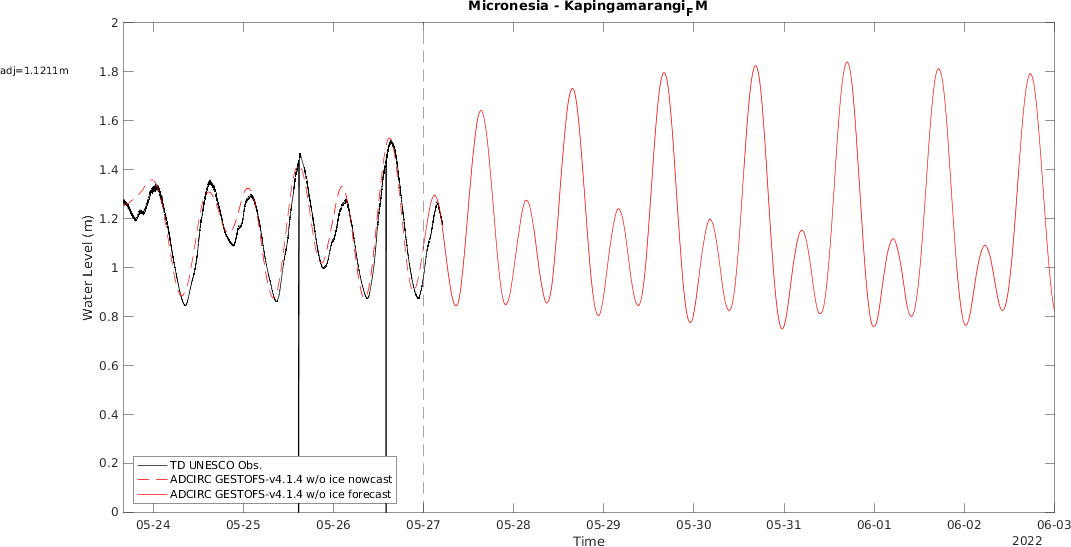 Micronesia - KapingamarangiFM
adj=1.1211m
2
1.8
1.6
1.4
1.2
1
0.8
0.6
0.4
0.2
0
Water Level (m)
TD UNESCO Obs.
ADCIRC GESTOFS-v4.1.4 w/o ice nowcast
ADCIRC GESTOFS-v4.1.4 w/o ice forecast
05-24 05-25 05-26 05-27 05-28 05-29 05-30 05-31 06-01 06-02 06-03
Time
2022